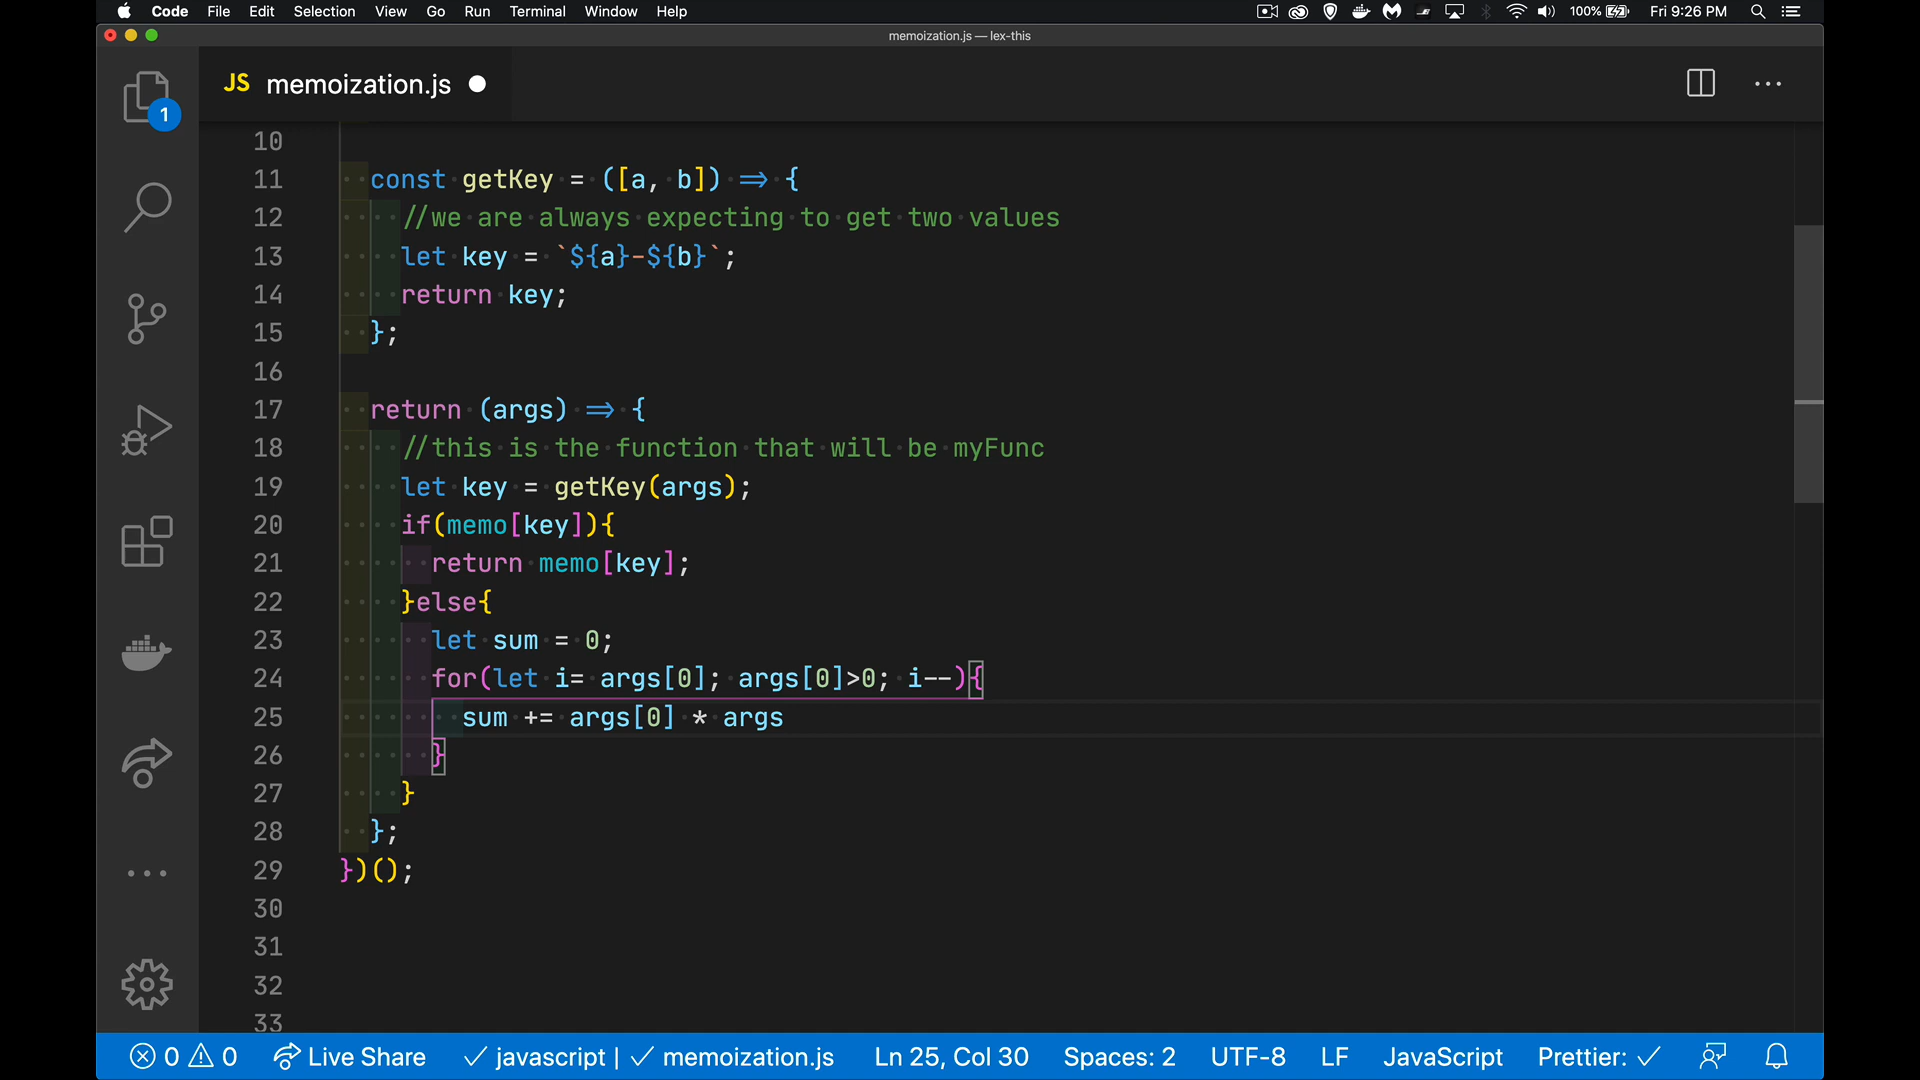 Code File Edit Selection View Go Run Terminal Window Help 100% Fri 9:26 PM
memoization.js — lex-this
JS memoization.js
1
10
11 const getKey = ([a, b]) => {
12 //we are always expecting to get two values
13 let key = `${a}-${b}`;
14 return key;
15 };
16
17 return (args) => {
18 //this is the function that will be myFunc
19 let key = getKey(args);
20 if(memo[key]){
21 return memo[key];
22 }else{
23 let sum = 0;
24 for(let i= args[0]; args[0]>0; i--){
25 sum += args[0] * args
26 }
27 }
28 };
29 })();
30
31
32
33
0 0 Live Share javascript | memoization.js Ln 25, Col 30 Spaces: 2 UTF-8 LF JavaScript Prettier: